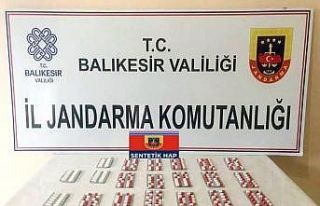 T.C.
BALIKESİR
VALİLİĞİ
BALIKESİR VALİLİĞİ
JANDARMA
İL JANDARMA KOMUTANLIĞI
SENTETİK HAP